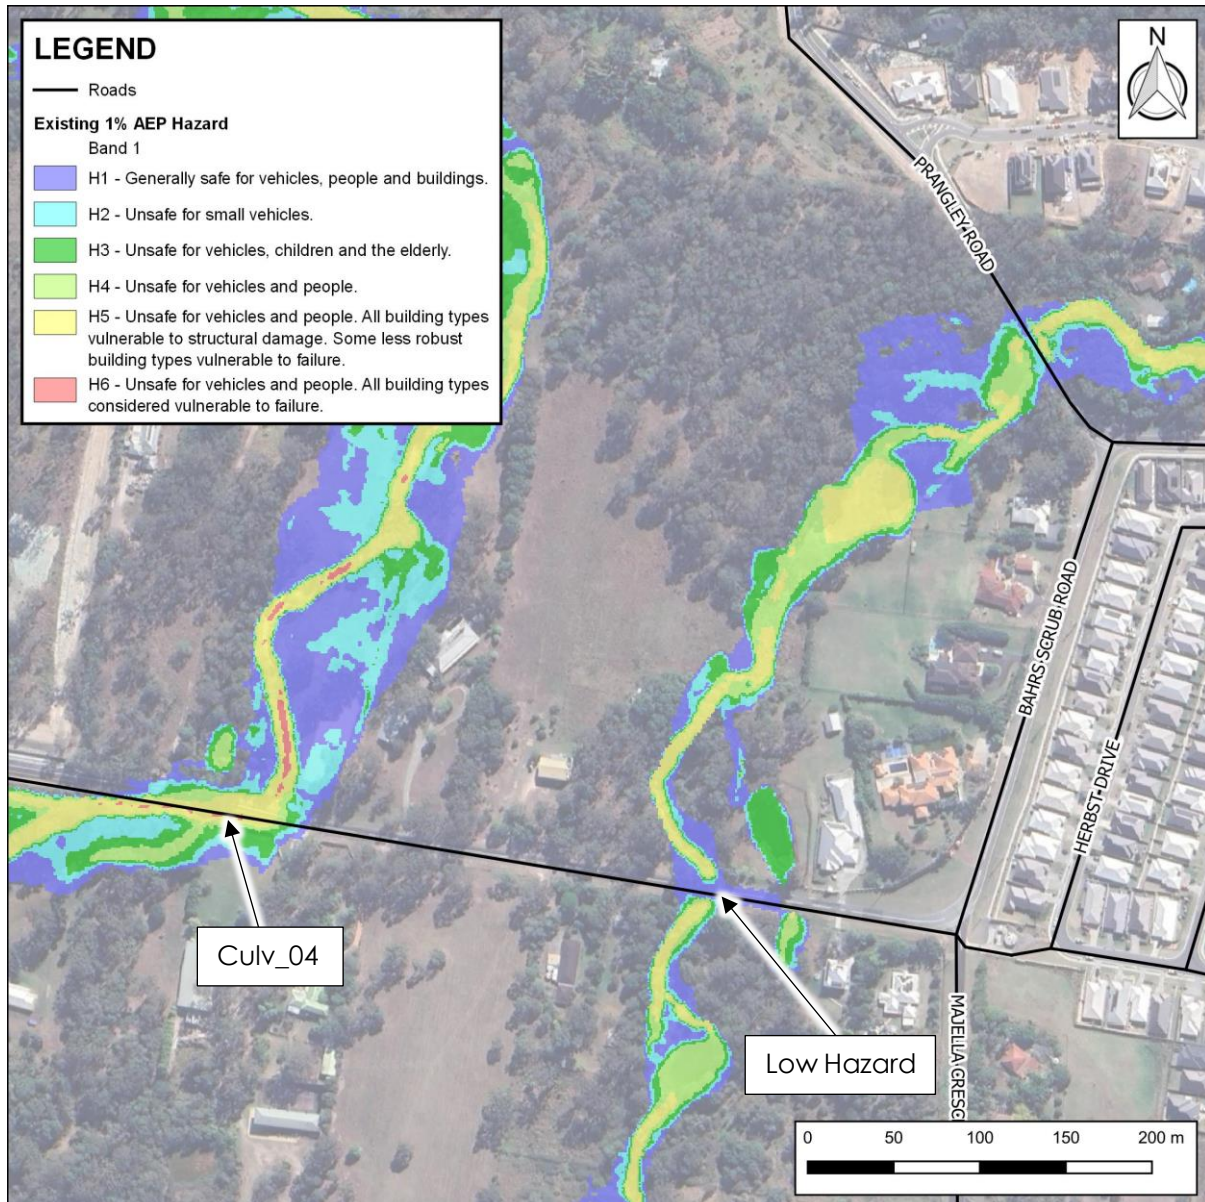 LEGEND
Roads
Existing 1% AEP Hazard
Band 1
H1 - Generally safe for vehicles, people and buildings.
H2 - Unsafe for small vehicles.
H3 - Unsafe for vehicles, children and the elderly.
H4 - Unsafe for vehicles and people.
H5 - Unsafe for vehicles and people. All building types
vulnerable to structural damage. Some less robust
building types vulnerable to failure.
H6 - Unsafe for vehicles and people. All building types
considered vulnerable to failure.
N
PRANGLEY ROAD
BAHRS SCRUB ROAD
HERBST DRIVE
Culv_04
Low Hazard
MAJELLA CRESC
0 50 100 150 200 m